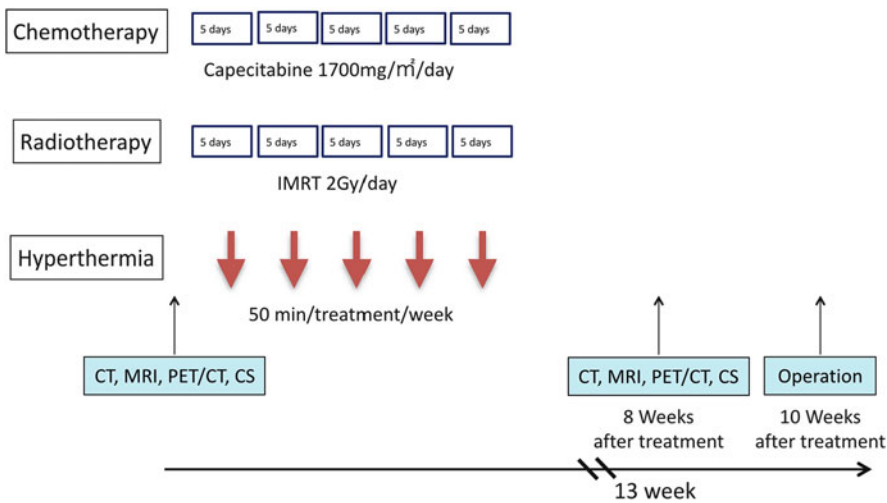 Chemotherapy
5 days 5 days 5 days 5 days 5 days
Capecitabine 1700mg/㎡/day
Radiotherapy
5 days 5 days 5 days 5 days 5 days
IMRT 2Gy/day
Hyperthermia
50 min/treatment/week
CT, MRI, PET/CT, CS
CT, MRI, PET/CT, CS
Operation
8 Weeks
after treatment
10 Weeks
after treatment
13 week